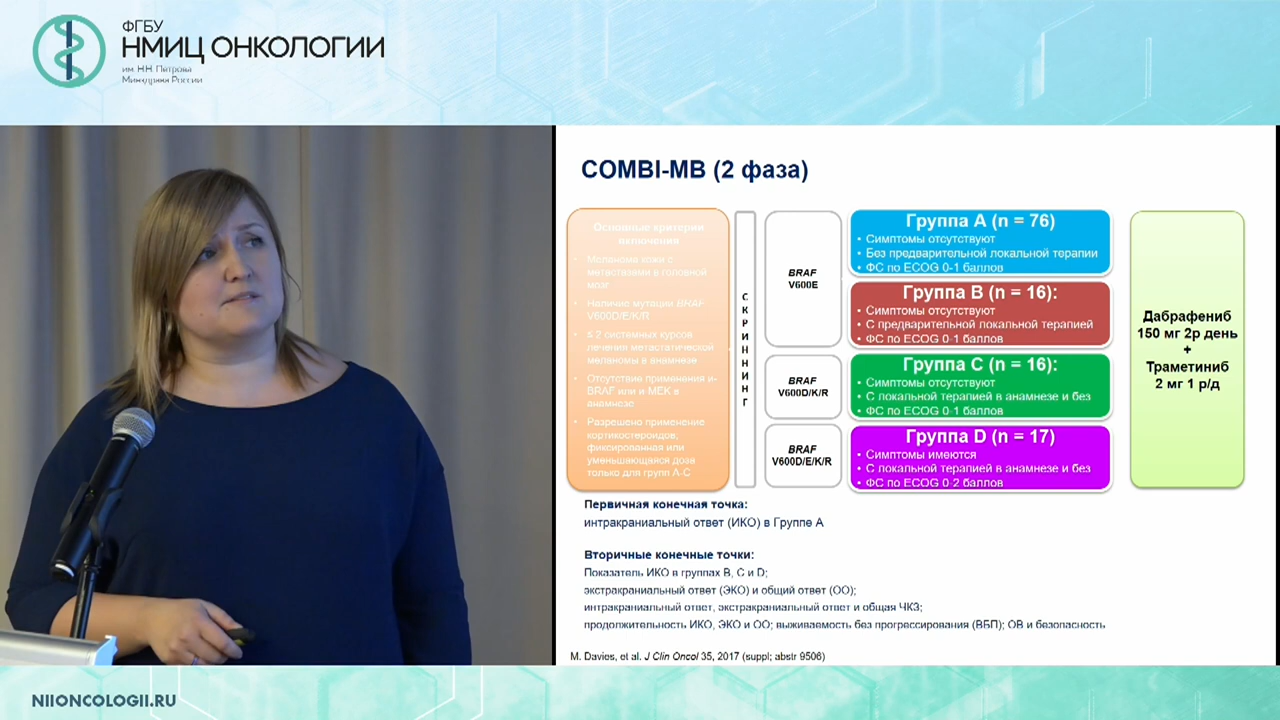 ФГБУ
НМИЦ ОНКОЛОГИИ
им. Н.Н. Петрова
Минздрава России
COMBI-MB (2 фаза)
Основные критерии
включения
• Меланома кожи с
метастазами в головной
мозг
• Наличие мутации BRAF
V600D/E/K/R
• ≤ 2 системных курсов
лечения метастатической
меланомы в анамнезе
• Отсутствие применения и-
BRAF или и-MEK в
анамнезе
• Разрешено применение
кортикостероидов,
фиксированная или
уменьшающаяся доза
только для групп А-С
С
К
Р
И
Н
Н
И
Н
Г
BRAF
V600E
BRAF
V600D/K/R
BRAF
V600D/E/K/R
Группа A (n = 76)
• Симптомы отсутствуют
• Без предварительной локальной терапии
• ФС по ECOG 0-1 баллов
Группа B (n = 16):
• Симптомы отсутствуют
• С предварительной локальной терапией
• ФС по ECOG 0-1 баллов
Группа C (n = 16):
• Симптомы отсутствуют
• С локальной терапией в анамнезе и без
• ФС по ECOG 0-1 баллов
Группа D (n = 17)
• Симптомы имеются
• С локальной терапией в анамнезе и без
• ФС по ECOG 0-2 баллов
Дабрафениб
150 мг 2р день
+
Траметиниб
2 мг 1 р/д
Первичная конечная точка:
интракраниальный ответ (ИКО) в Группе А
Вторичные конечные точки:
Показатель ИКО в группах B, C и D;
экстракраниальный ответ (ЭКО) и общий ответ (ОО);
интракраниальный ответ, экстракраниальный ответ и общая ЧКЗ;
продолжительность ИКО, ЭКО и ОО; выживаемость без прогрессирования (ВБП); ОВ и безопасность
M. Davies, et al. J Clin Oncol 35, 2017 (suppl; abstr 9506)
NIIONCOLOGII.RU